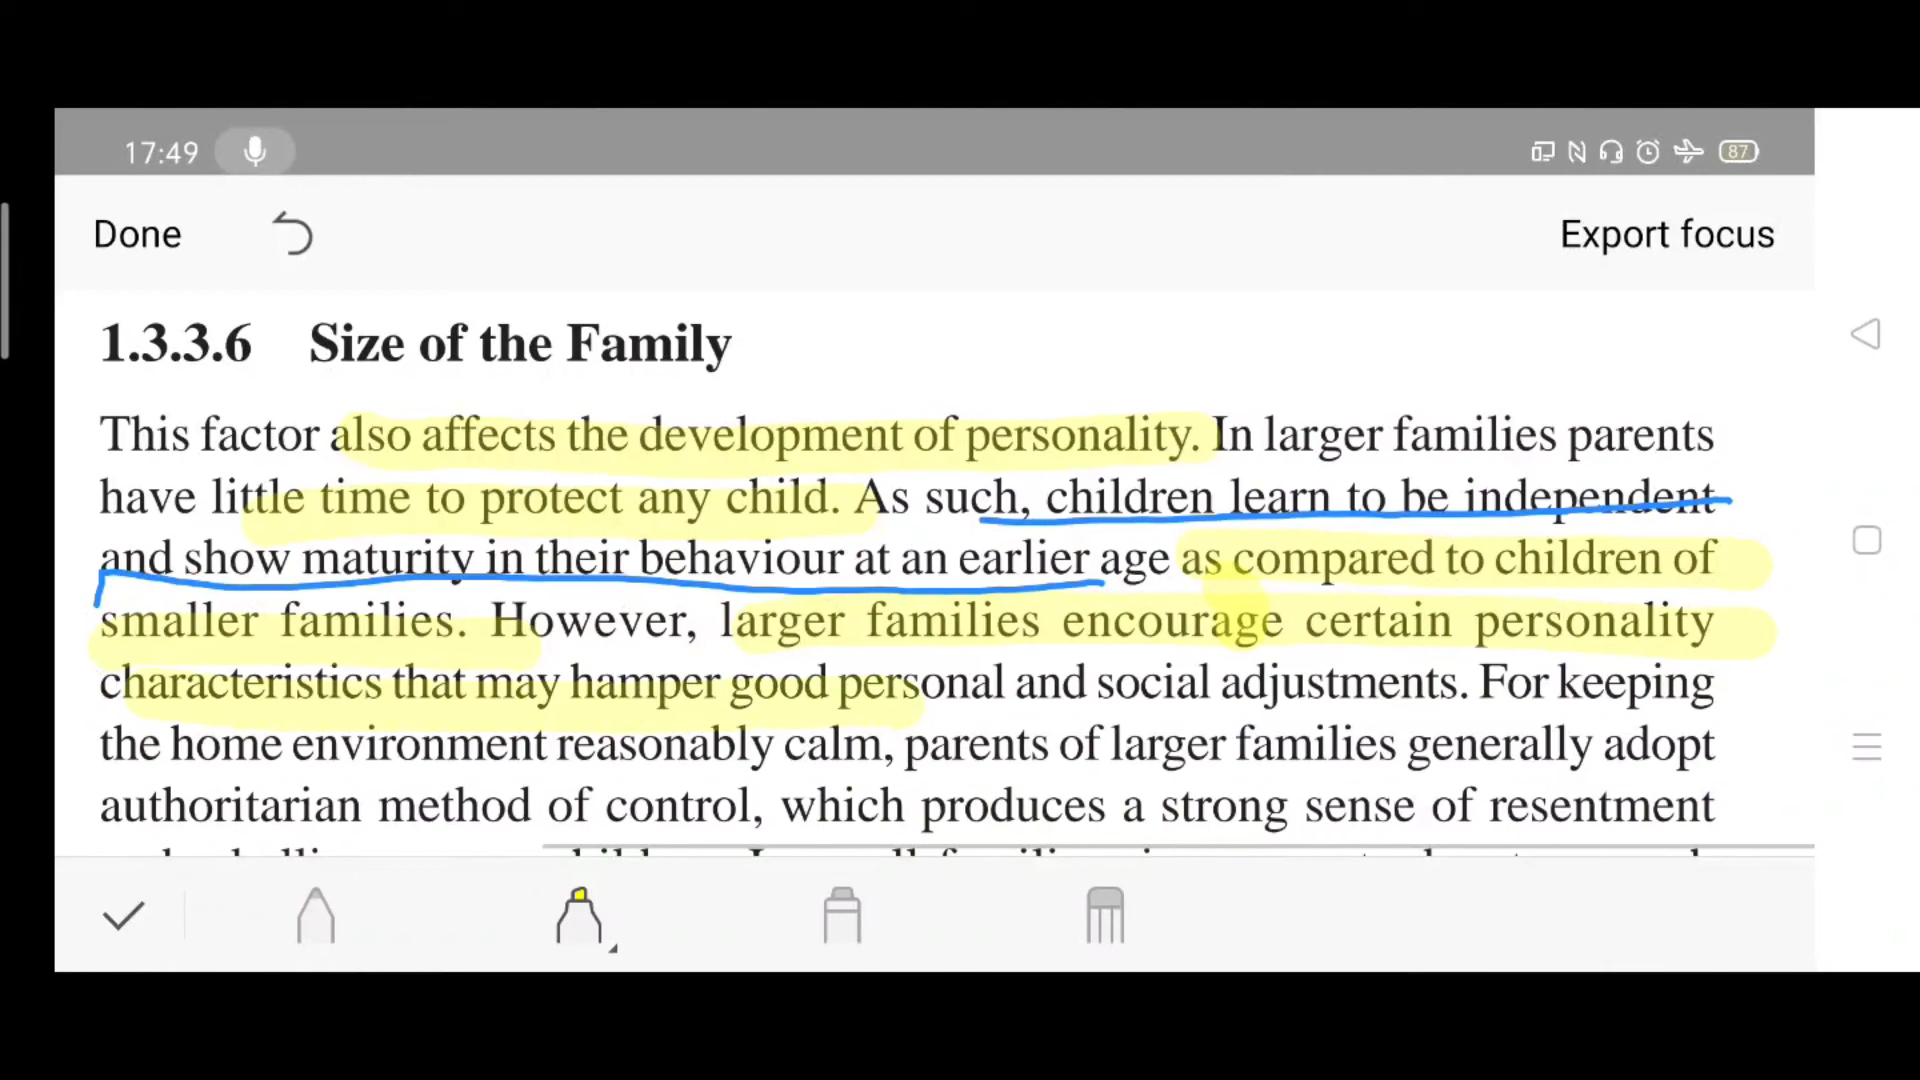 17:49
87
Done
Export focus
1.3.3.6 Size of the Family
This factor also affects the development of personality. In larger families parents
have little time to protect any child. As such, children learn to be independent
and show maturity in their behaviour at an earlier age as compared to children of
smaller families. However, larger families encourage certain personality
characteristics that may hamper good personal and social adjustments. For keeping
the home environment reasonably calm, parents of larger families generally adopt
authoritarian method of control, which produces a strong sense of resentment